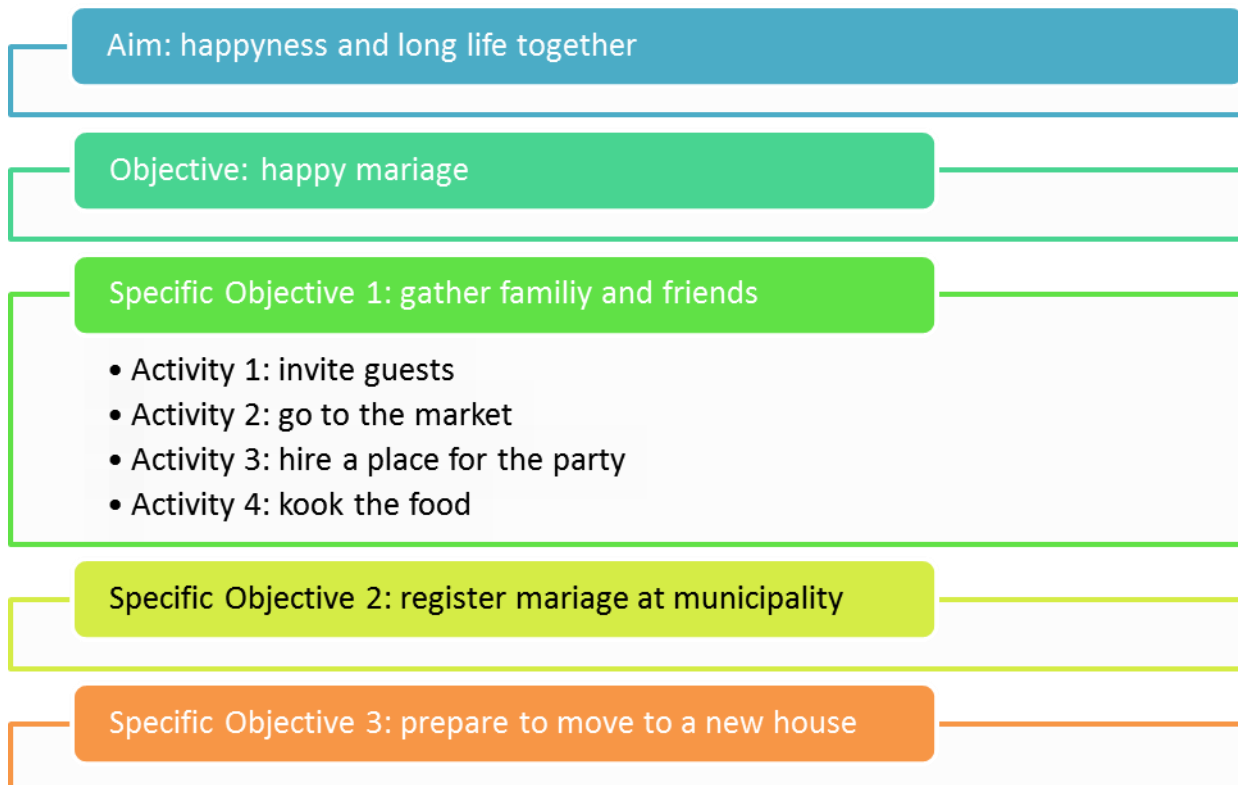 Aim: happyness and long life together
Objective: happy mariage
Specific Objective 1: gather familiy and friends
• Activity 1: invite guests
• Activity 2: go to the market
• Activity 3: hire a place for the party
• Activity 4: kook the food
Specific Objective 2: register mariage at municipality
Specific Objective 3: prepare to move to a new house